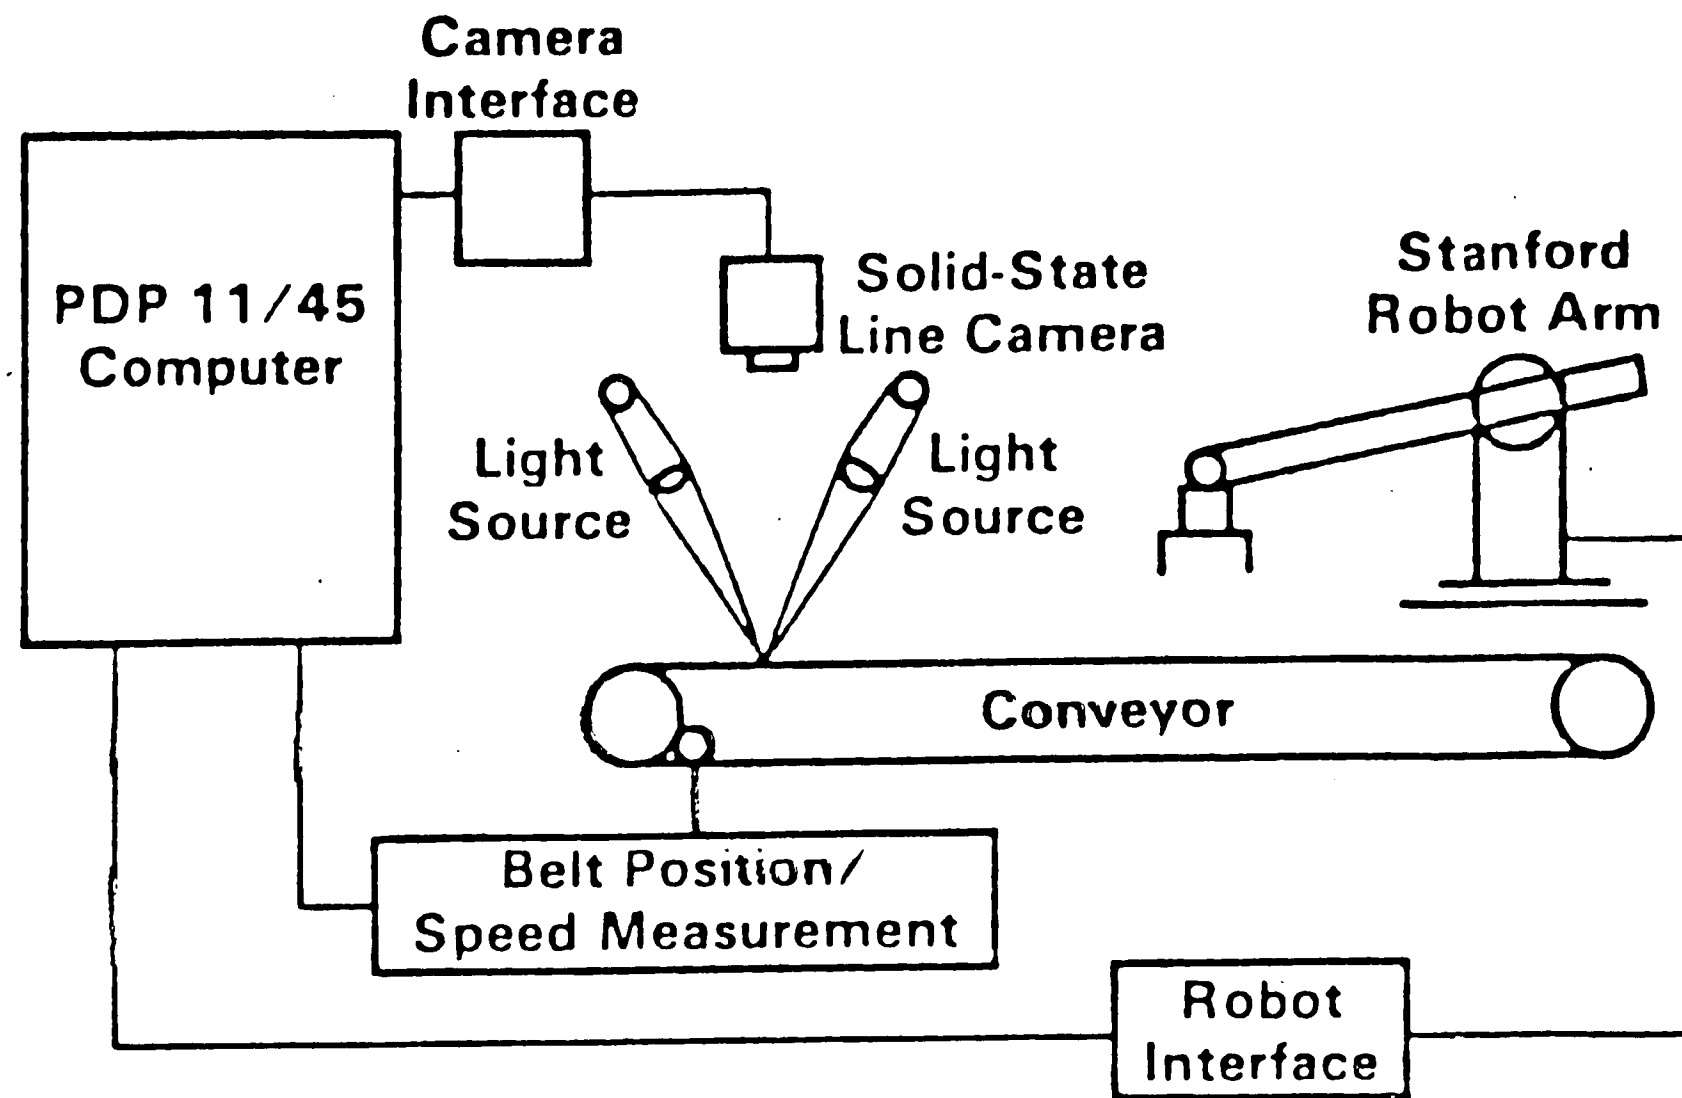 Camera
Interface
PDP 11/45
Computer
Solid-State
Line Camera
Stanford
Robot Arm
Light
Source
Light
Source
Conveyor
Belt Position/
Speed Measurement
Robot
Interface